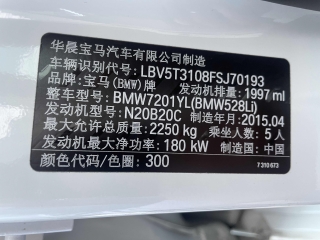 华晨宝马汽车有限公司制造
车辆识别代号: LBV5T3108FSJ70193
品牌: 宝马(BMW)牌 发动机排量: 1997 ml
整车型号: BMW7201YL(BMW528Li)
发动机型号: N20B20C 制造年月: 2015.04
最大允许总质量: 2250 kg 乘坐人数: 5 人
发动机最大净功率: 180 kW 制造国: 中国
颜色代码/色圈: 300
7 310 673